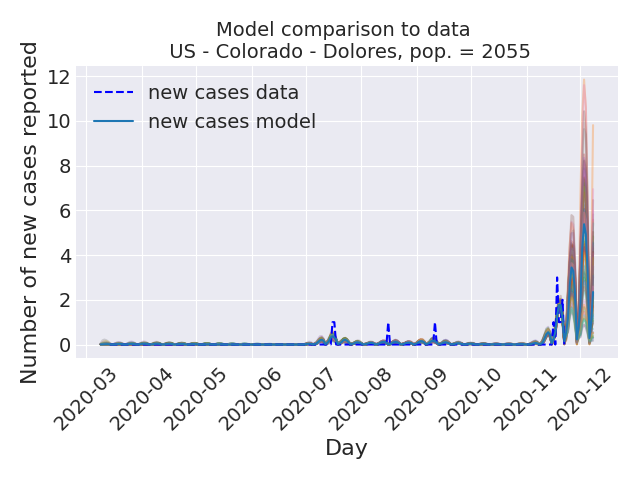 Model comparison to data
US - Colorado - Dolores, pop. = 2055
new cases data
new cases model
Number of new cases reported
12
10
8
6
4
2
0
2020-03
2020-04
2020-05
2020-06
2020-07
2020-08
2020-09
2020-10
2020-11
2020-12
Day